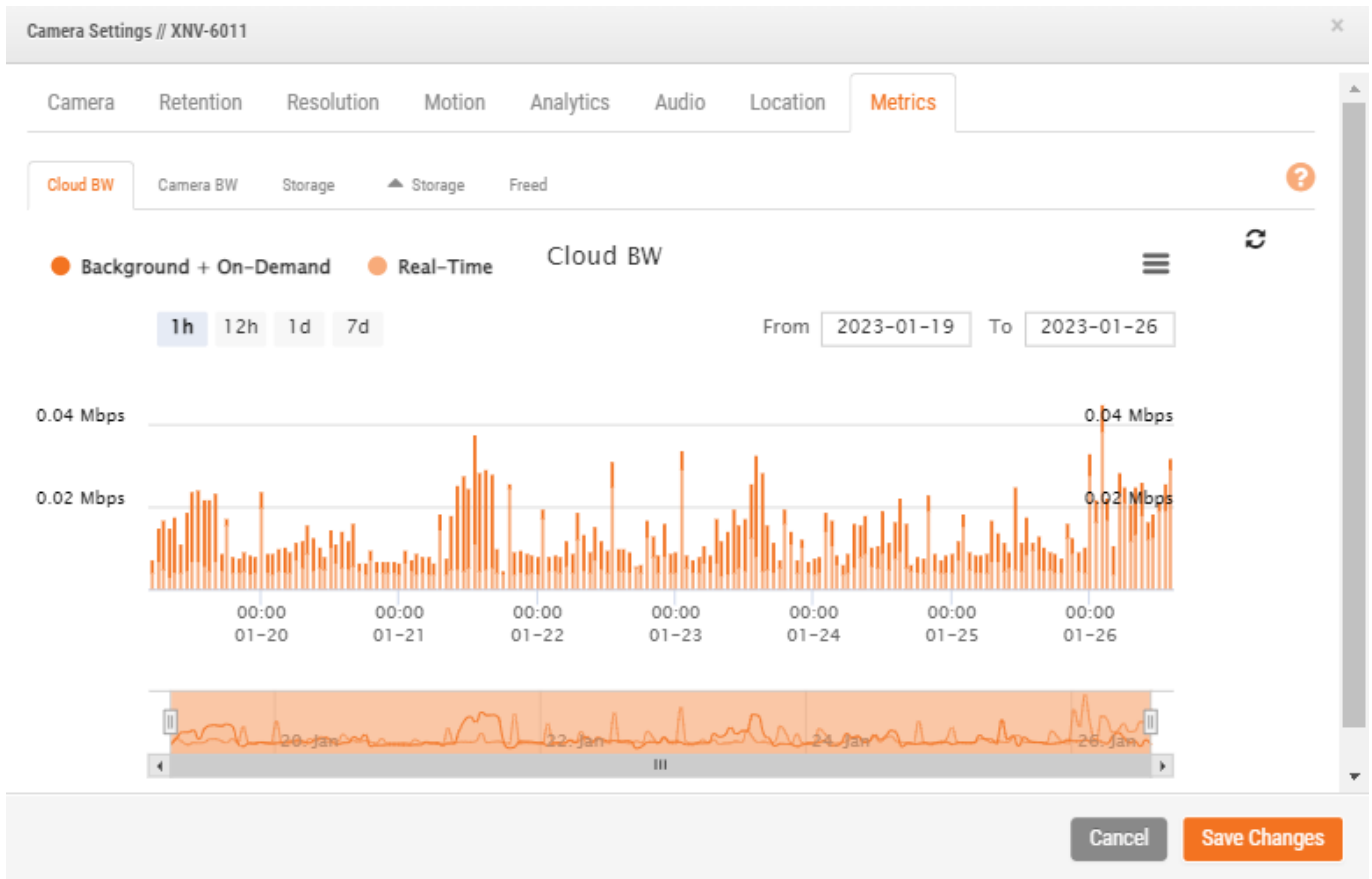 Camera Settings // XNV-6011
Camera Retention Resolution Motion Analytics Audio Location Metrics
Cloud BW Camera BW Storage ▲ Storage Freed
Background + On-Demand Real-Time Cloud BW
1h 12h 1d 7d From 2023-01-19 To 2023-01-26
0.04 Mbps 0.04 Mbps
0.02 Mbps 0.02 Mbps
00:00 00:00 00:00 00:00 00:00 00:00 00:00
01-20 01-21 01-22 01-23 01-24 01-25 01-26
20. Jan 22. Jan 24. Jan 26. Jan
Cancel Save Changes